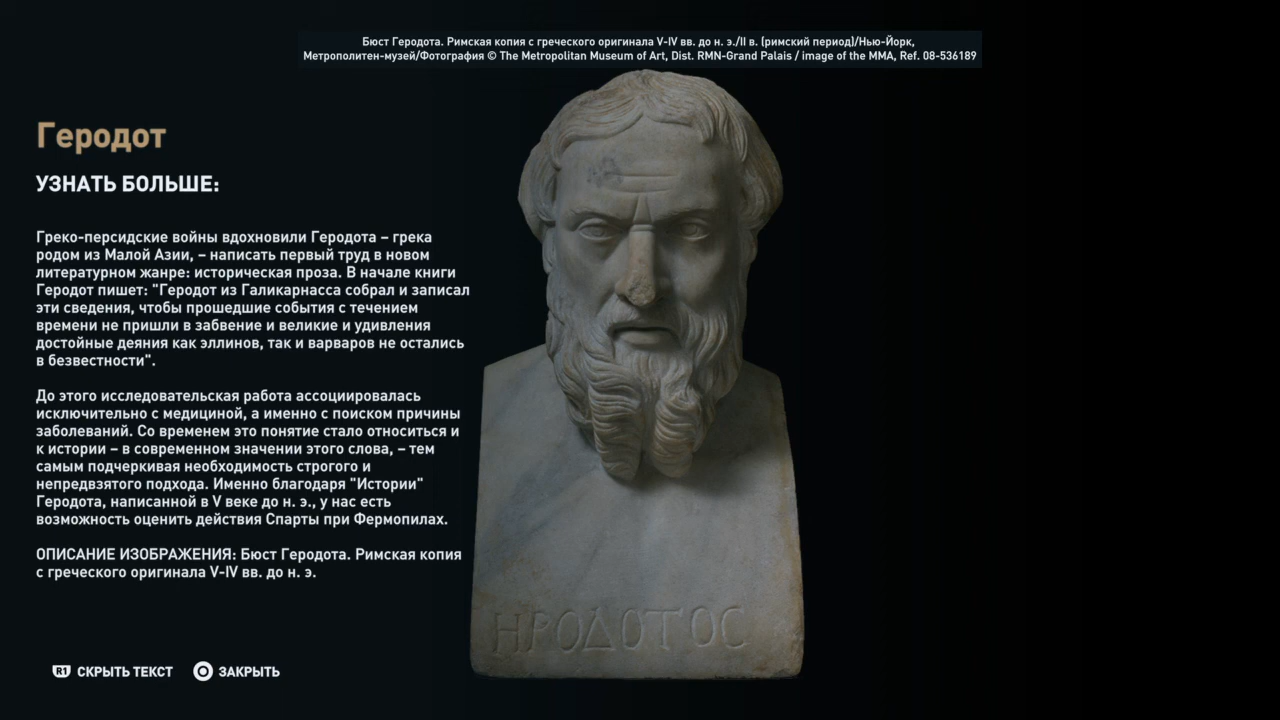 Бюст Геродота. Римская копия с греческого оригинала V-IV вв. до н. э./II в. (римский период)/Нью-Йорк,
Метрополитен-музей/Фотография © The Metropolitan Museum of Art, Dist. RMN-Grand Palais / image of the MMA, Ref. 08-536189
Геродот
УЗНАТЬ БОЛЬШЕ:
Греко-персидские войны вдохновили Геродота – грека
родом из Малой Азии, – написать первый труд в новом
литературном жанре: историческая проза. В начале книги
Геродот пишет: "Геродот из Галикарнасса собрал и записал
эти сведения, чтобы прошедшие события с течением
времени не пришли в забвение и великие и удивления
достойные деяния как эллинов, так и варваров не остались
в безвестности".
До этого исследовательская работа ассоциировалась
исключительно с медициной, а именно с поиском причины
заболеваний. Со временем это понятие стало относиться и
к истории – в современном значении этого слова, – тем
самым подчеркивая необходимость строгого и
непредвзятого подхода. Именно благодаря "Истории"
Геродота, написанной в V веке до н. э., у нас есть
возможность оценить действия Спарты при Фермопилах.
ОПИСАНИЕ ИЗОБРАЖЕНИЯ: Бюст Геродота. Римская копия
с греческого оригинала V-IV вв. до н. э.
ΗΡΟΔΟΤΟC
R1 СКРЫТЬ ТЕКСТ
ЗАКРЫТЬ